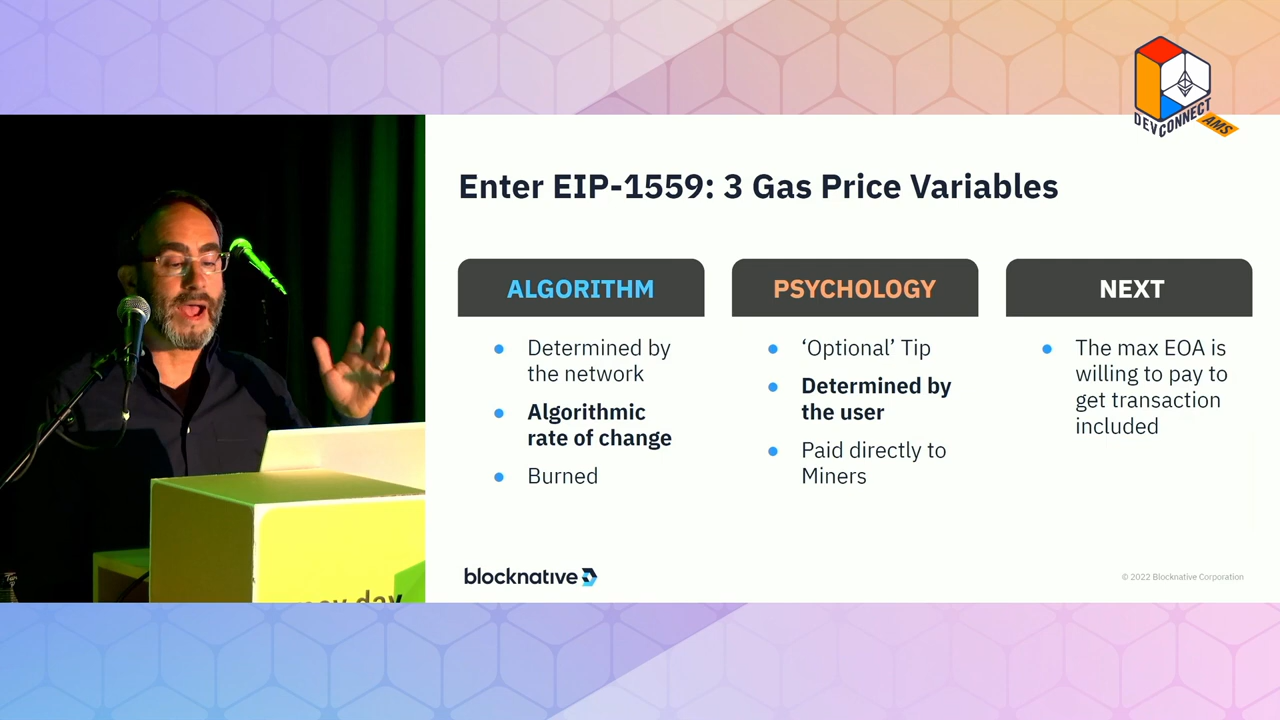 DEVCONNECT
AMS
Enter EIP-1559: 3 Gas Price Variables
ALGORITHM
Determined by
the network
Algorithmic
rate of change
Burned
PSYCHOLOGY
‘Optional’ Tip
Determined by
the user
Paid directly to
Miners
NEXT
The max EOA is
willing to pay to
get transaction
included
blocknative
© 2022 Blocknative Corporation
day